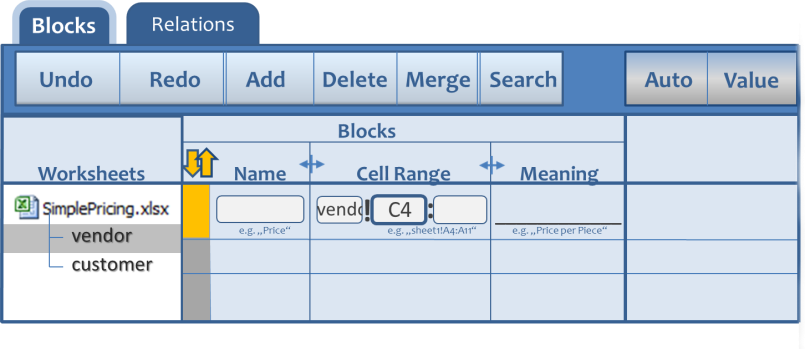 Blocks Relations
Undo Redo Add Delete Merge Search Auto Value
Blocks
Worksheets Name Cell Range Meaning
SimplePricing.xlsx vend ! C4 :
e.g. „Price“ e.g. „sheet1!A4:A11“ e.g. „Price per Piece“
vendor
customer